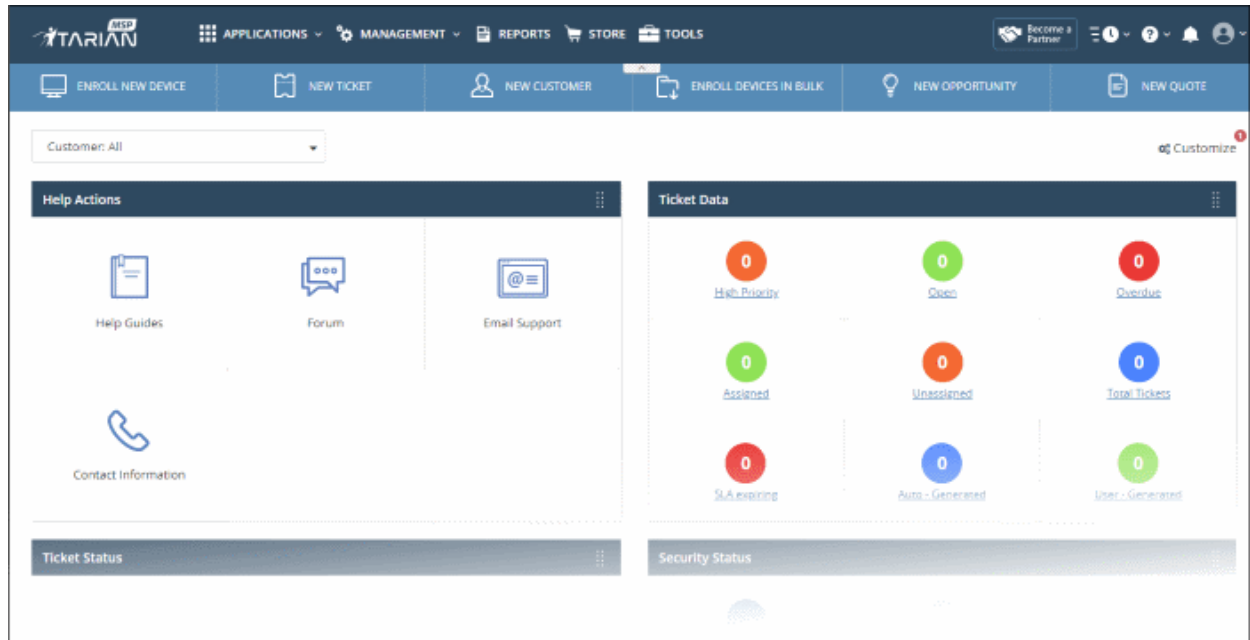 MSP
ITARIAN
APPLICATIONS
MANAGEMENT
REPORTS
STORE
TOOLS
Become a
Partner
?
ENROLL NEW DEVICE
NEW TICKET
NEW CUSTOMER
ENROLL DEVICES IN BULK
NEW OPPORTUNITY
NEW QUOTE
Customer: All
1
Customize
Help Actions
Help Guides
Forum
@
Email Support
Contact Information
Ticket Data
0
High Priority
0
Open
0
Overdue
0
Assigned
0
Unassigned
0
Total Tickets
0
SLA expiring
0
Auto - Generated
0
User - Generated
Ticket Status
Security Status